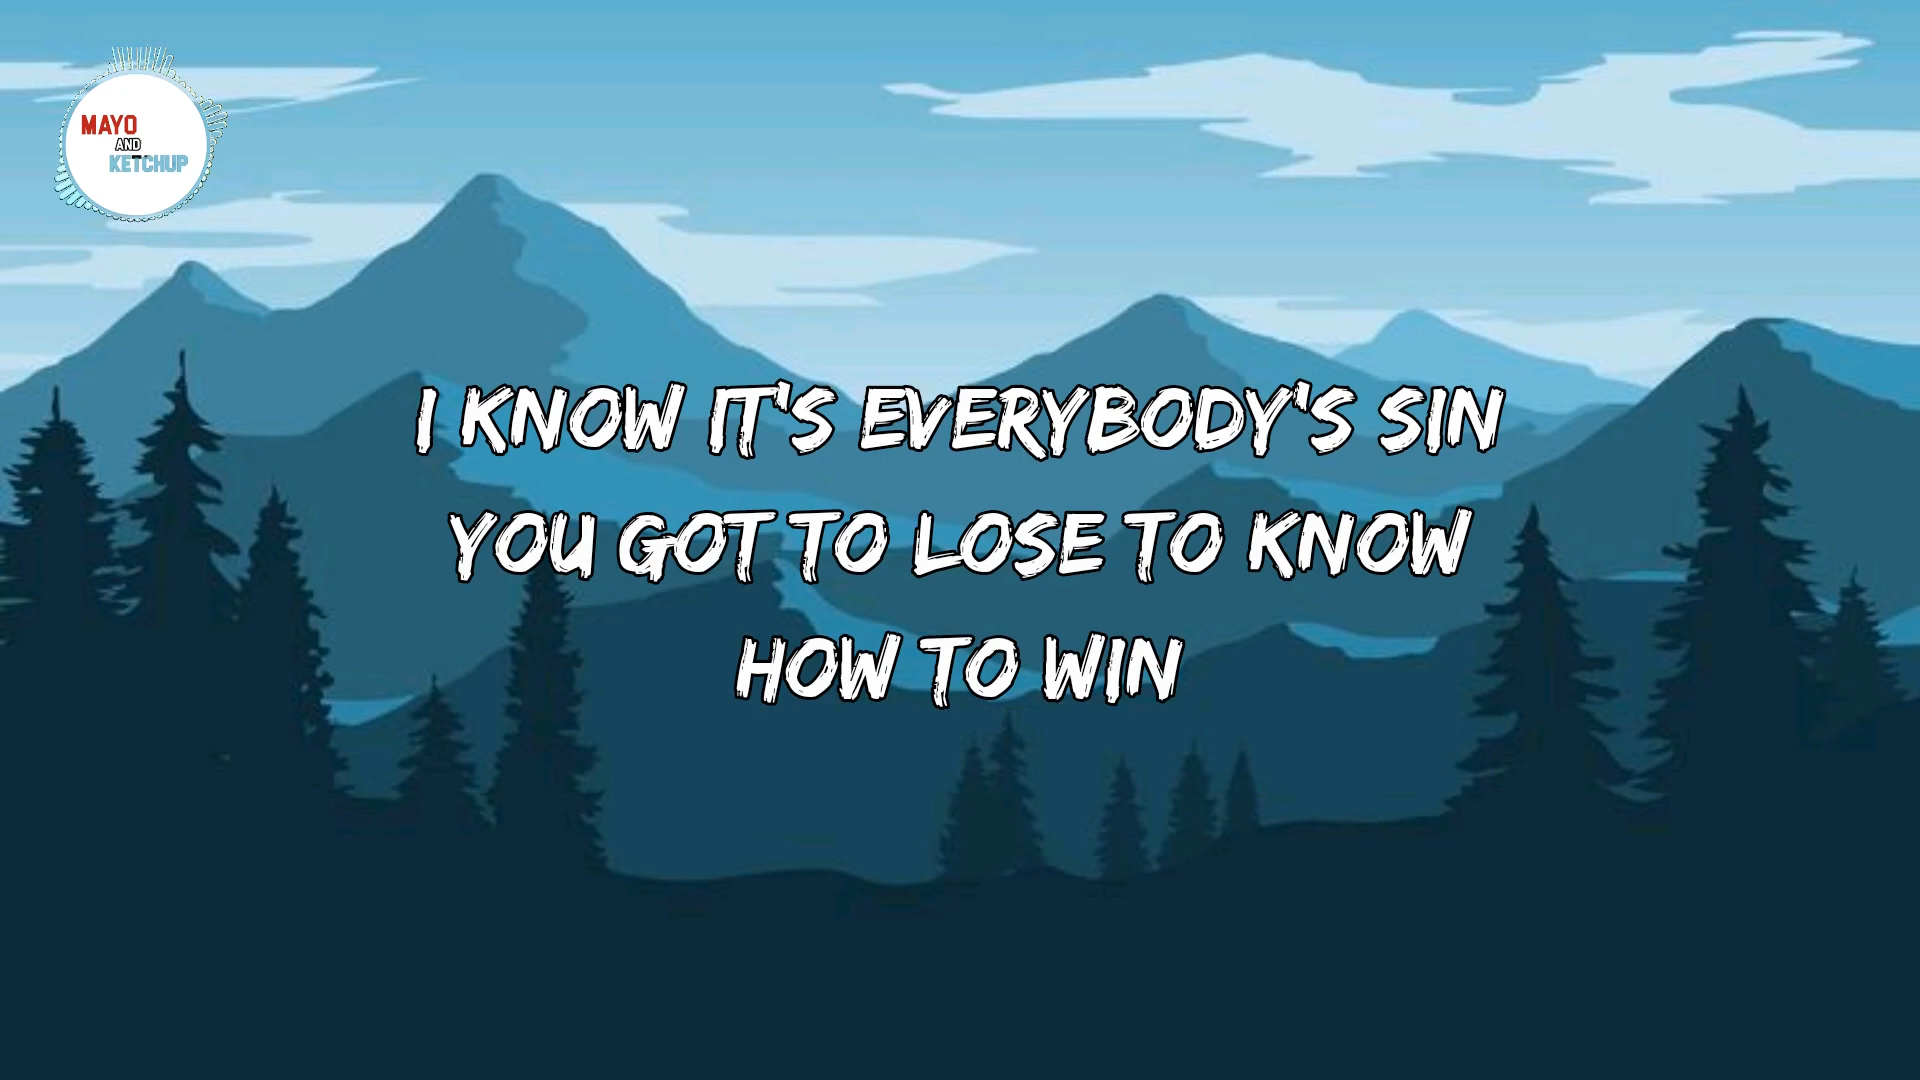 MAYO
AND
KETCHUP
I KNOW IT'S EVERYBODY'S SIN
YOU GOT TO LOSE TO KNOW
HOW TO WIN